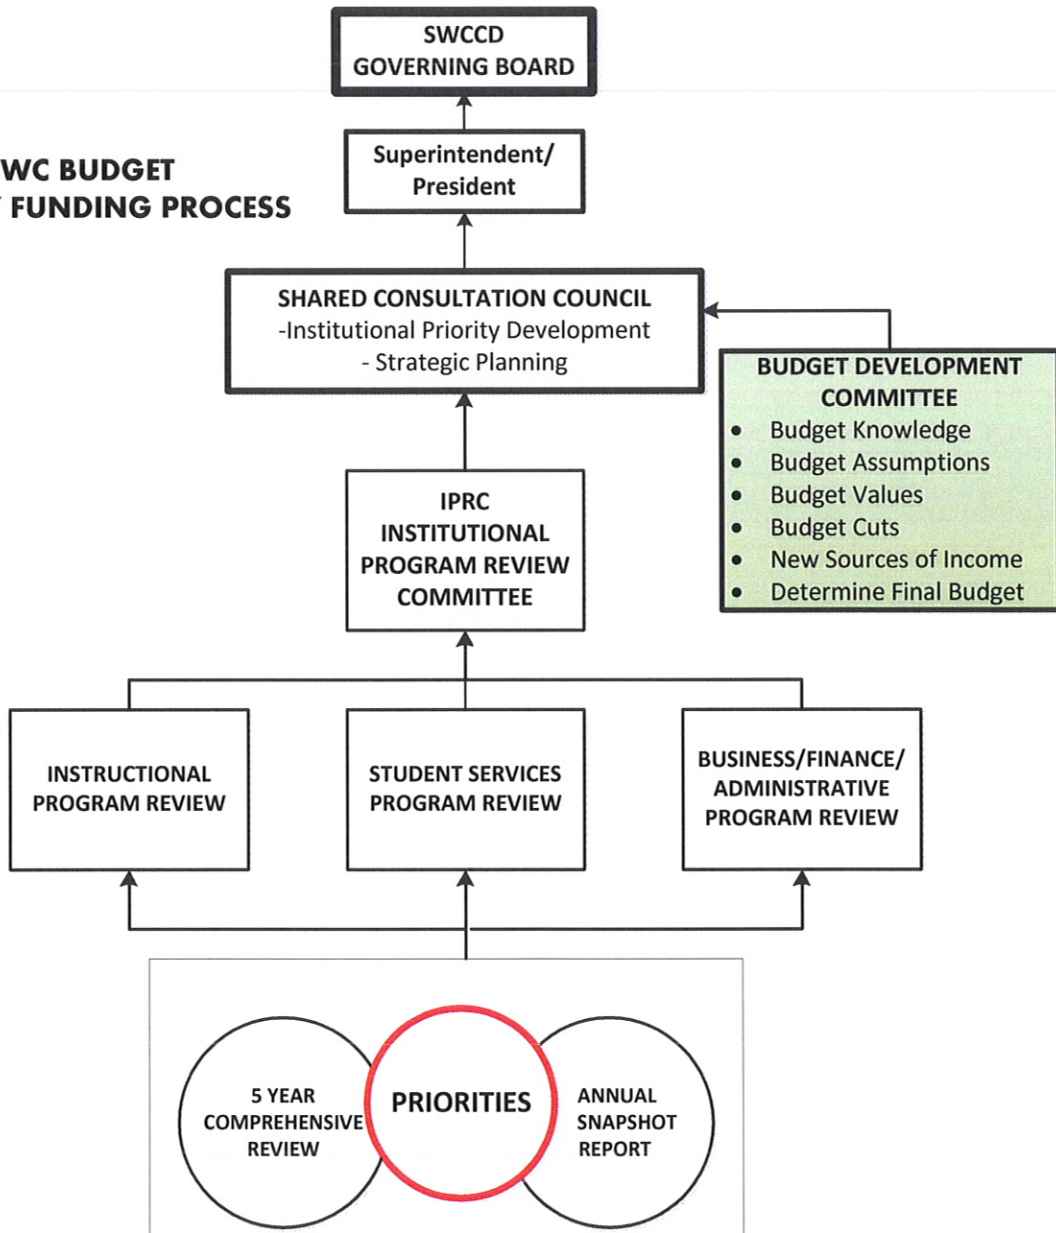 SWCCD
GOVERNING BOARD
WC BUDGET
FUNDING PROCESS
Superintendent/
President
SHARED CONSULTATION COUNCIL
-Institutional Priority Development
- Strategic Planning
BUDGET DEVELOPMENT
COMMITTEE
• Budget Knowledge
• Budget Assumptions
• Budget Values
• Budget Cuts
• New Sources of Income
• Determine Final Budget
IPRC
INSTITUTIONAL
PROGRAM REVIEW
COMMITTEE
INSTRUCTIONAL
PROGRAM REVIEW
STUDENT SERVICES
PROGRAM REVIEW
BUSINESS/FINANCE/
ADMINISTRATIVE
PROGRAM REVIEW
5 YEAR
COMPREHENSIVE
REVIEW
PRIORITIES
ANNUAL
SNAPSHOT
REPORT